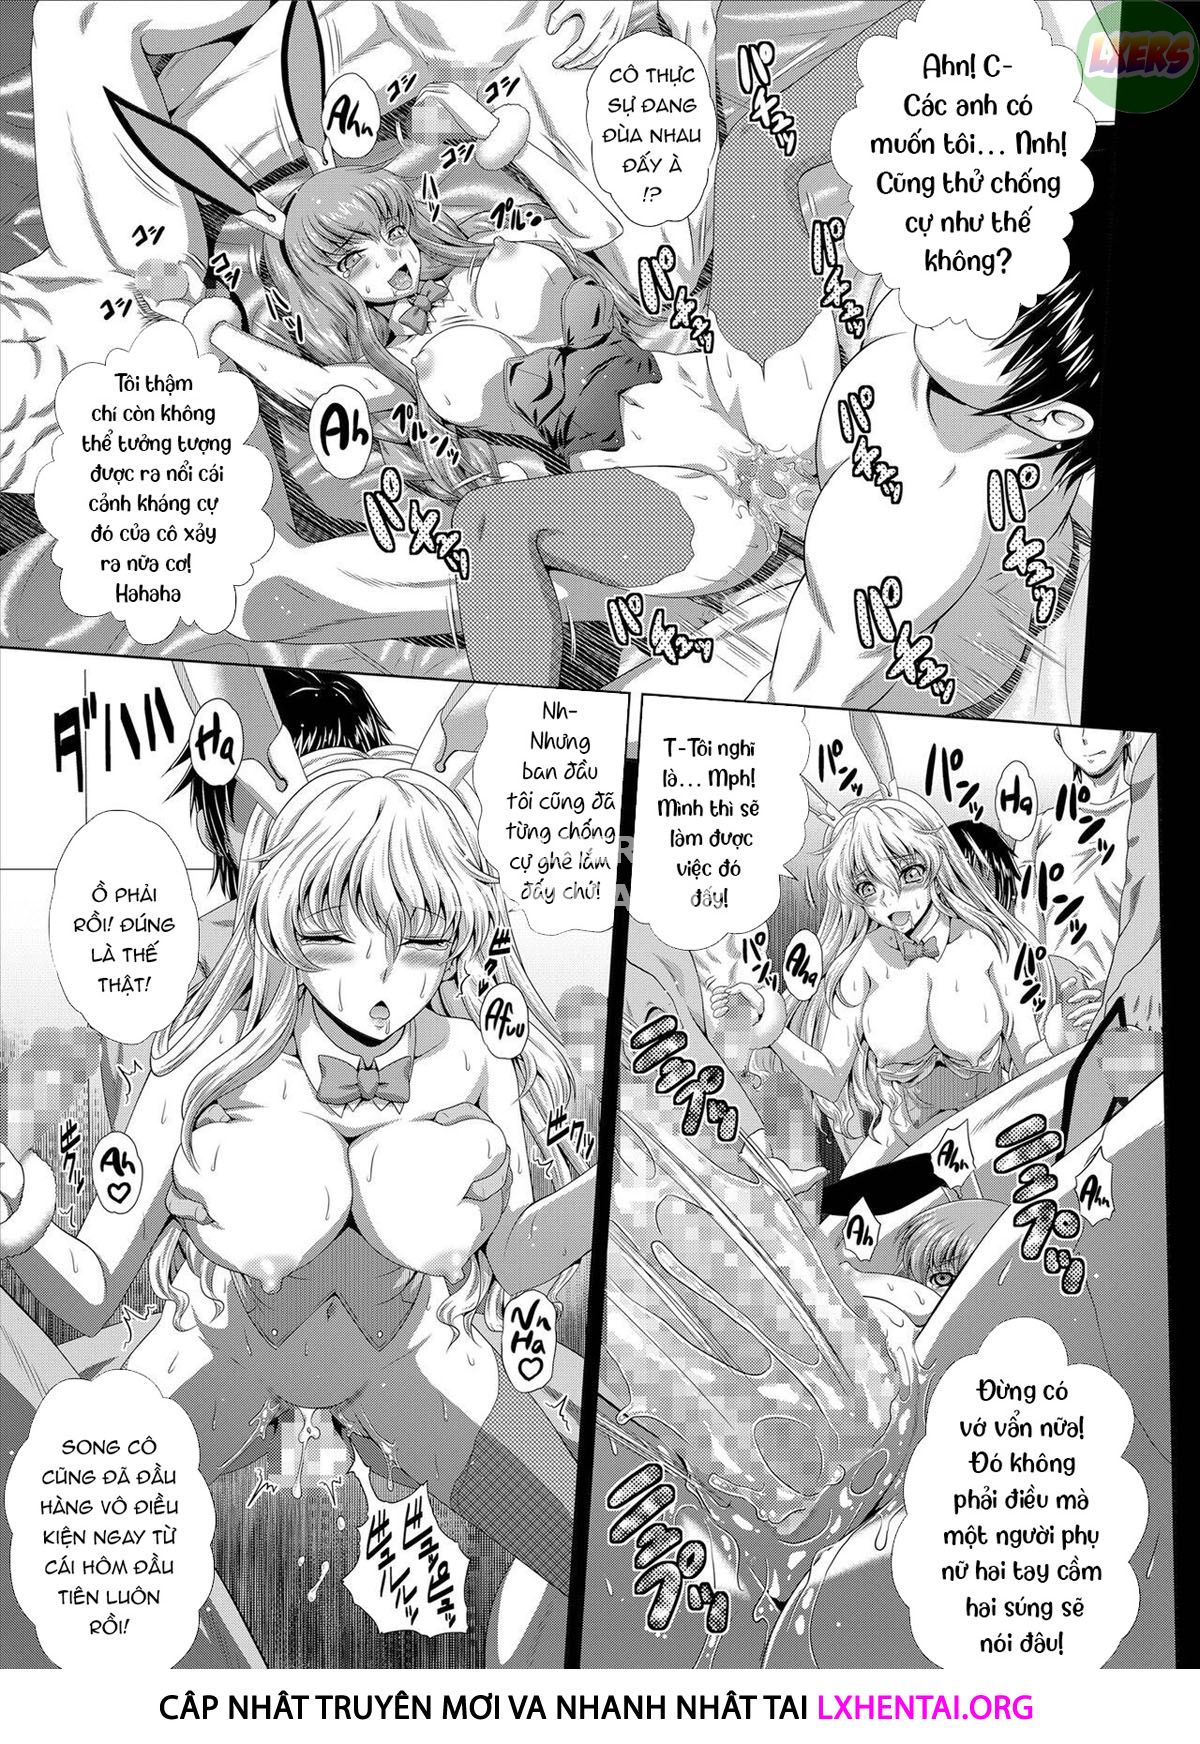 LXERS
Ahn! C-
Các anh có
muốn tôi... Nnh!
Cũng thử chống
cự như thế
không?
CÔ THỰC
SỰ ĐANG
ĐÙA NHAU
ĐẤY À
!?
Ahn
Ah
Tôi thậm
chí còn không
thể tưởng tượng
được ra nổi cái
cảnh kháng cự
đó của cô xảy
ra nữa cơ!
Hahaha
T-Tôi nghĩ
là... Mph!
Mình thì sẽ
làm được
việc đó
đấy!
Ha
Aha
Ahn
Ahn
Ah
Đừng có
vớ vẩn nữa!
Đó không
phải điều mà
một người phụ
nữ hai tay cầm
hai súng sẽ
nói đâu!
Nh-
Nhưng
ban đầu
tôi cũng đã
từng chống
cự ghê lắm
đấy chứ!
Ha
Ồ PHẢI
RỒI! ĐÚNG
LÀ THẾ
THẬT!
Afuu
Ah
♡
Nn
Ha
♡
SONG CÔ
CŨNG ĐÃ ĐẦU
HÀNG VÔ ĐIỀU
KIỆN NGAY TỪ
CÁI HÔM ĐẦU
TIÊN LUÔN
RỒI!
CẬP NHẬT TRUYỆN MỚI VÀ NHANH NHẤT TẠI LXHENTAI.ORG